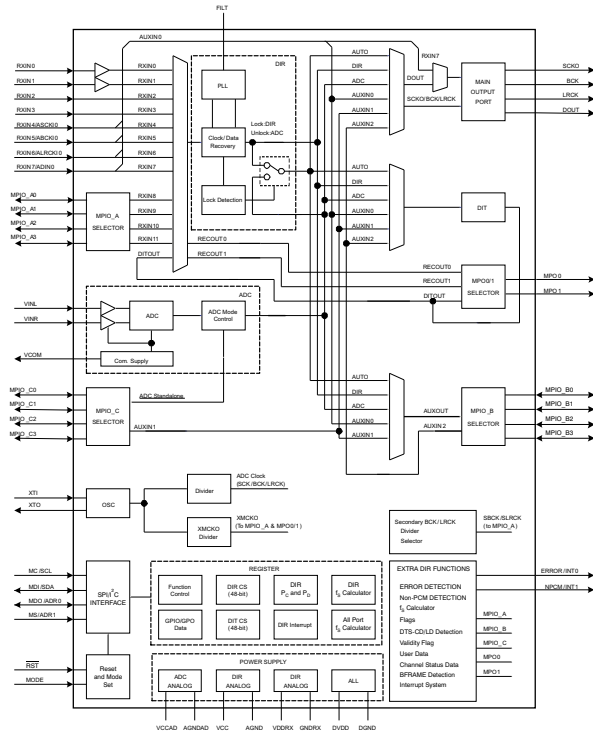 FILT
AUXIN0
RXIN0
RXIN1
RXIN2
RXIN3
RXIN4/ASCKI0
RXIN5/ABCKI0
RXIN6/ALRCKI0
RXIN7/ADIN0
RXIN0
RXIN1
RXIN2
RXIN3
RXIN4
RXIN5
RXIN6
RXIN7
RXIN8
RXIN9
RXIN10
RXIN11
DITOUT
MPIO_A0
MPIO_A1
MPIO_A2
MPIO_A3
MPIO_A
SELECTOR
DIR
PLL
Clock/Data
Recovery
Lock:DIR
Unlock:ADC
Lock Detection
RECOUT0
RECOUT1
AUTO
DIR
ADC
AUXIN0
AUXIN1
AUXIN2
RXIN7
DOUT
SCKO/BCK/LRCK
MAIN
OUTPUT
PORT
SCKO
BCK
LRCK
DOUT
AUTO
DIR
ADC
AUXIN0
AUXIN1
AUXIN2
DIT
RECOUT0
RECOUT1
DITOUT
MPO0/1
SELECTOR
MPO0
MPO1
VINL
VINR
VCOM
ADC
ADC
ADC Mode
Control
Com. Supply
MPIO_C0
MPIO_C1
MPIO_C2
MPIO_C3
MPIO_C
SELECTOR
ADC Standalone
AUXIN1
AUTO
DIR
ADC
AUXIN0
AUXIN1
AUXOUT
AUXIN2
MPIO_B
SELECTOR
MPIO_B0
MPIO_B1
MPIO_B2
MPIO_B3
XTI
XTO
OSC
Divider
ADC Clock
(SCK/BCK/LRCK)
XMCKO
Divider
XMCKO
(To MPIO_A & MPO0/1)
Secondary BCK/LRCK
Divider
Selector
SBCK/SLRCK
(to MPIO_A)
MC/SCL
MDI/SDA
MDO/ADR0
MS/ADR1
SPI/I2C
INTERFACE
REGISTER
Function
Control
DIR CS
(48-bit)
DIR
PC and PD
DIR
fS Calculator
GPIO/GPO
Data
DIT CS
(48-bit)
DIR Interrupt
All Port
fS Calculator
RST
MODE
Reset
and Mode
Set
POWER SUPPLY
ADC
ANALOG
DIR
ANALOG
DIR
ANALOG
ALL
VCCAD
AGNDAD
VCC
AGND
VDDRX
GNDRX
DVDD
DGND
EXTRA DIR FUNCTIONS
ERROR DETECTION
Non-PCM DETECTION
fS Calculator
Flags
DTS-CD/LD Detection
Validity Flag
User Data
Channel Status Data
BFRAME Detection
Interrupt System
ERROR/INT0
NPCM/INT1
MPIO_A
MPIO_B
MPIO_C
MPO0
MPO1